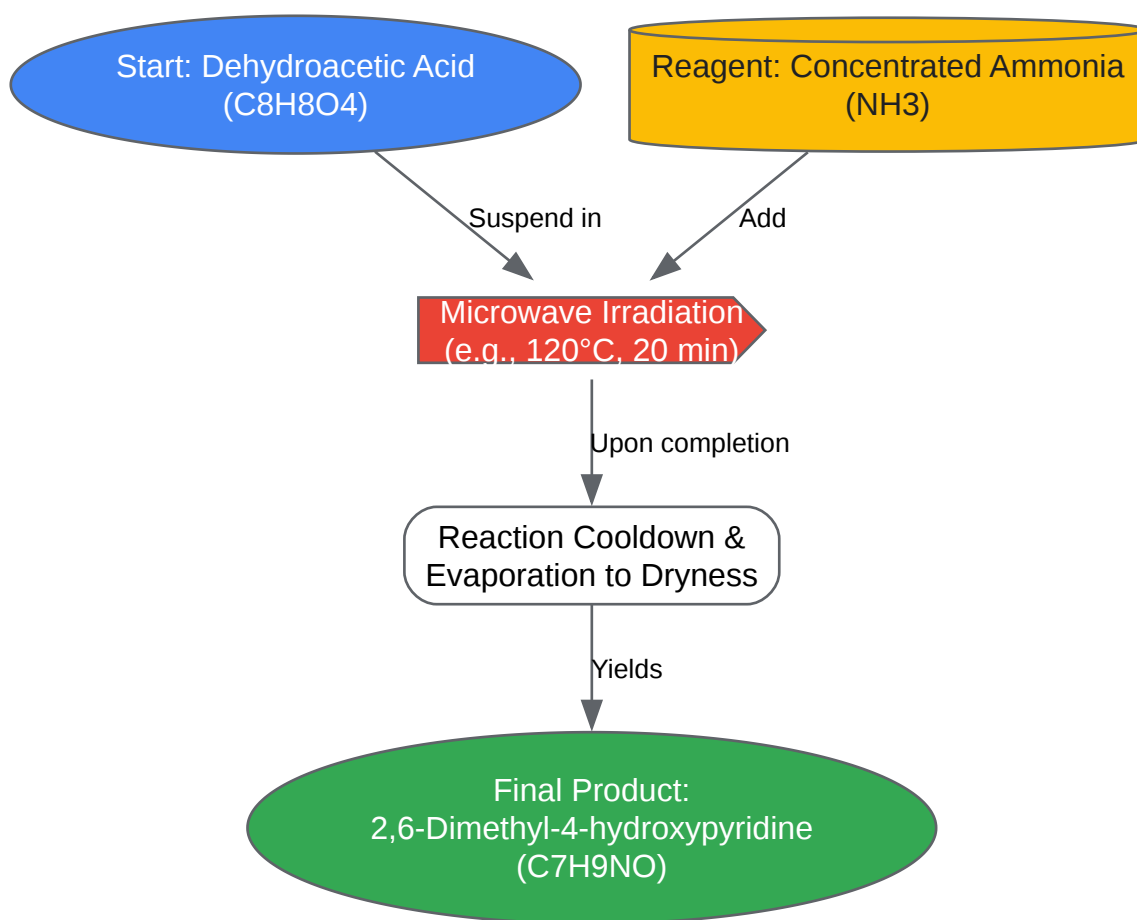 Start: Dehydroacetic Acid
(C8H8O4)
Reagent: Concentrated Ammonia
(NH3)
Suspend in
Add
Microwave Irradiation
(e.g., 120°C, 20 min)
Upon completion
Reaction Cooldown &
Evaporation to Dryness
Yields
Final Product:
2,6-Dimethyl-4-hydroxypyridine
(C7H9NO)